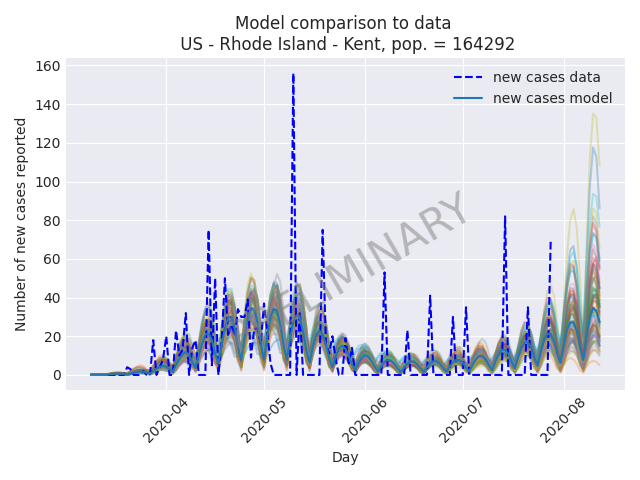 Model comparison to data
US - Rhode Island - Kent, pop. = 164292
160
140
120
100
80
60
40
20
0
Number of new cases reported
new cases data
new cases model
2020-04
2020-05
2020-06
2020-07
2020-08
Day